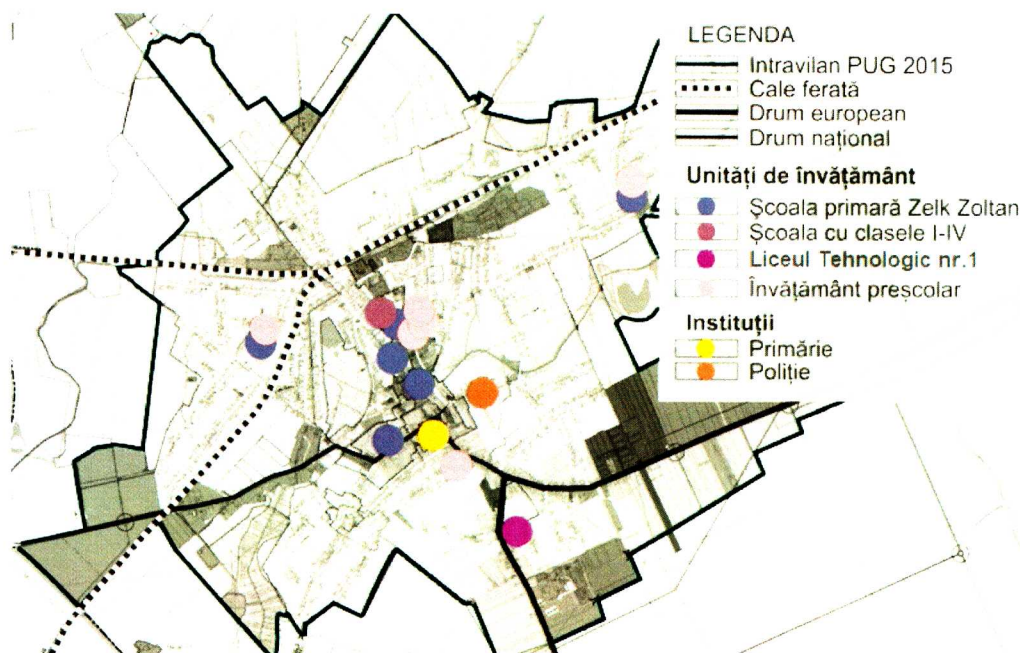 LEGENDA
Intravilan PUG 2015
Cale ferată
Drum european
Drum național
Unități de învățământ
Școala primară Zelk Zoltan
Școala cu clasele I-IV
Liceul Tehnologic nr.1
Învățământ preșcolar
Instituții
Primărie
Poliție